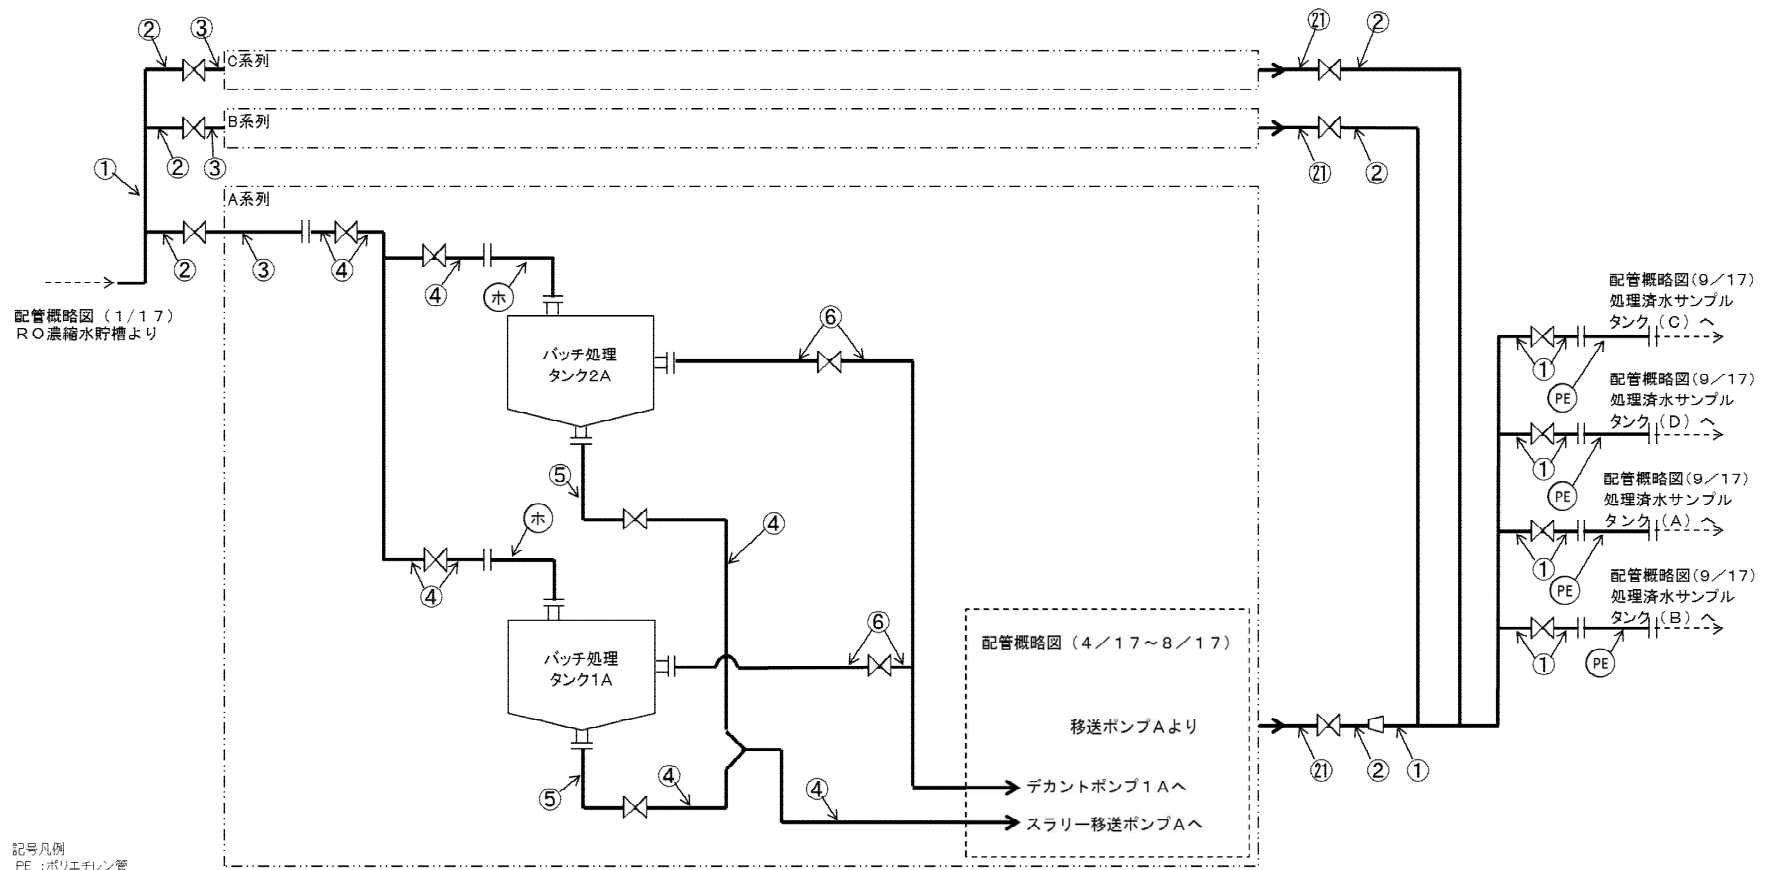 ② ③ ㉑ ②
C系列
B系列
② ③ ㉑ ②
①
A系列
② ③ ④
④ ホ
配管概略図(1/17)
RO濃縮水貯槽より
バッチ処理
タンク2A
⑥
⑤
ホ
④
④
バッチ処理
タンク1A
⑥
⑤
④
④
配管概略図(4/17～8/17)
移送ポンプAより
デカントポンプ1Aへ
スラリー移送ポンプAへ
㉑ ② ①
配管概略図(9/17)
処理済水サンプル
タンク(C)へ
①
PE
配管概略図(9/17)
処理済水サンプル
タンク(D)へ
①
PE
配管概略図(9/17)
処理済水サンプル
タンク(A)へ
①
PE
配管概略図(9/17)
処理済水サンプル
タンク(B)へ
①
PE
記号凡例
PE :ポリエチレン管